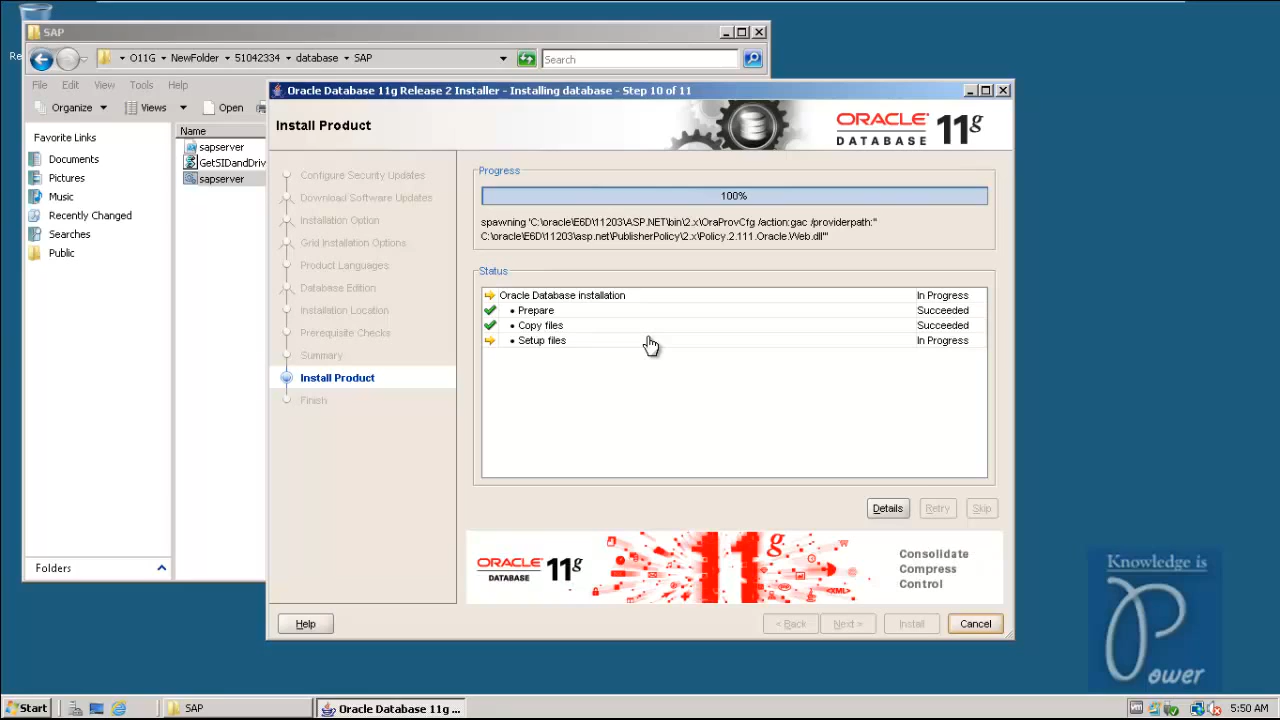 SAP
Re
O11G NewFolder 51042334 database SAP
Search
File Edit View Tools Help
Organize Views Open
Favorite Links
Documents
Pictures
Music
Recently Changed
Searches
Public
Folders
Name
sapserver
GetSIDandDriv
sapserver
Oracle Database 11g Release 2 Installer - Installing database - Step 10 of 11
Install Product
ORACLE DATABASE 11g
Configure Security Updates
Download Software Updates
Installation Option
Grid Installation Options
Product Languages
Database Edition
Installation Location
Prerequisite Checks
Summary
Install Product
Finish
Progress
100%
spawning 'C:\oracle\E6D\11203\ASP.NET\bin\2.x\OraProvCfg /action:gac /providerpath:"
C:\oracle\E6D\11203\asp.net\PublisherPolicy\2.x\Policy.2.111.Oracle.Web.dll"'
Status
Oracle Database installation In Progress
• Prepare Succeeded
• Copy files Succeeded
• Setup files In Progress
Details Retry Skip
ORACLE DATABASE 11g
11g
<XML>
Consolidate
Compress
Control
Help < Back Next > Install Cancel
Knowledge is
Power
Start SAP Oracle Database 11g ... 5:50 AM